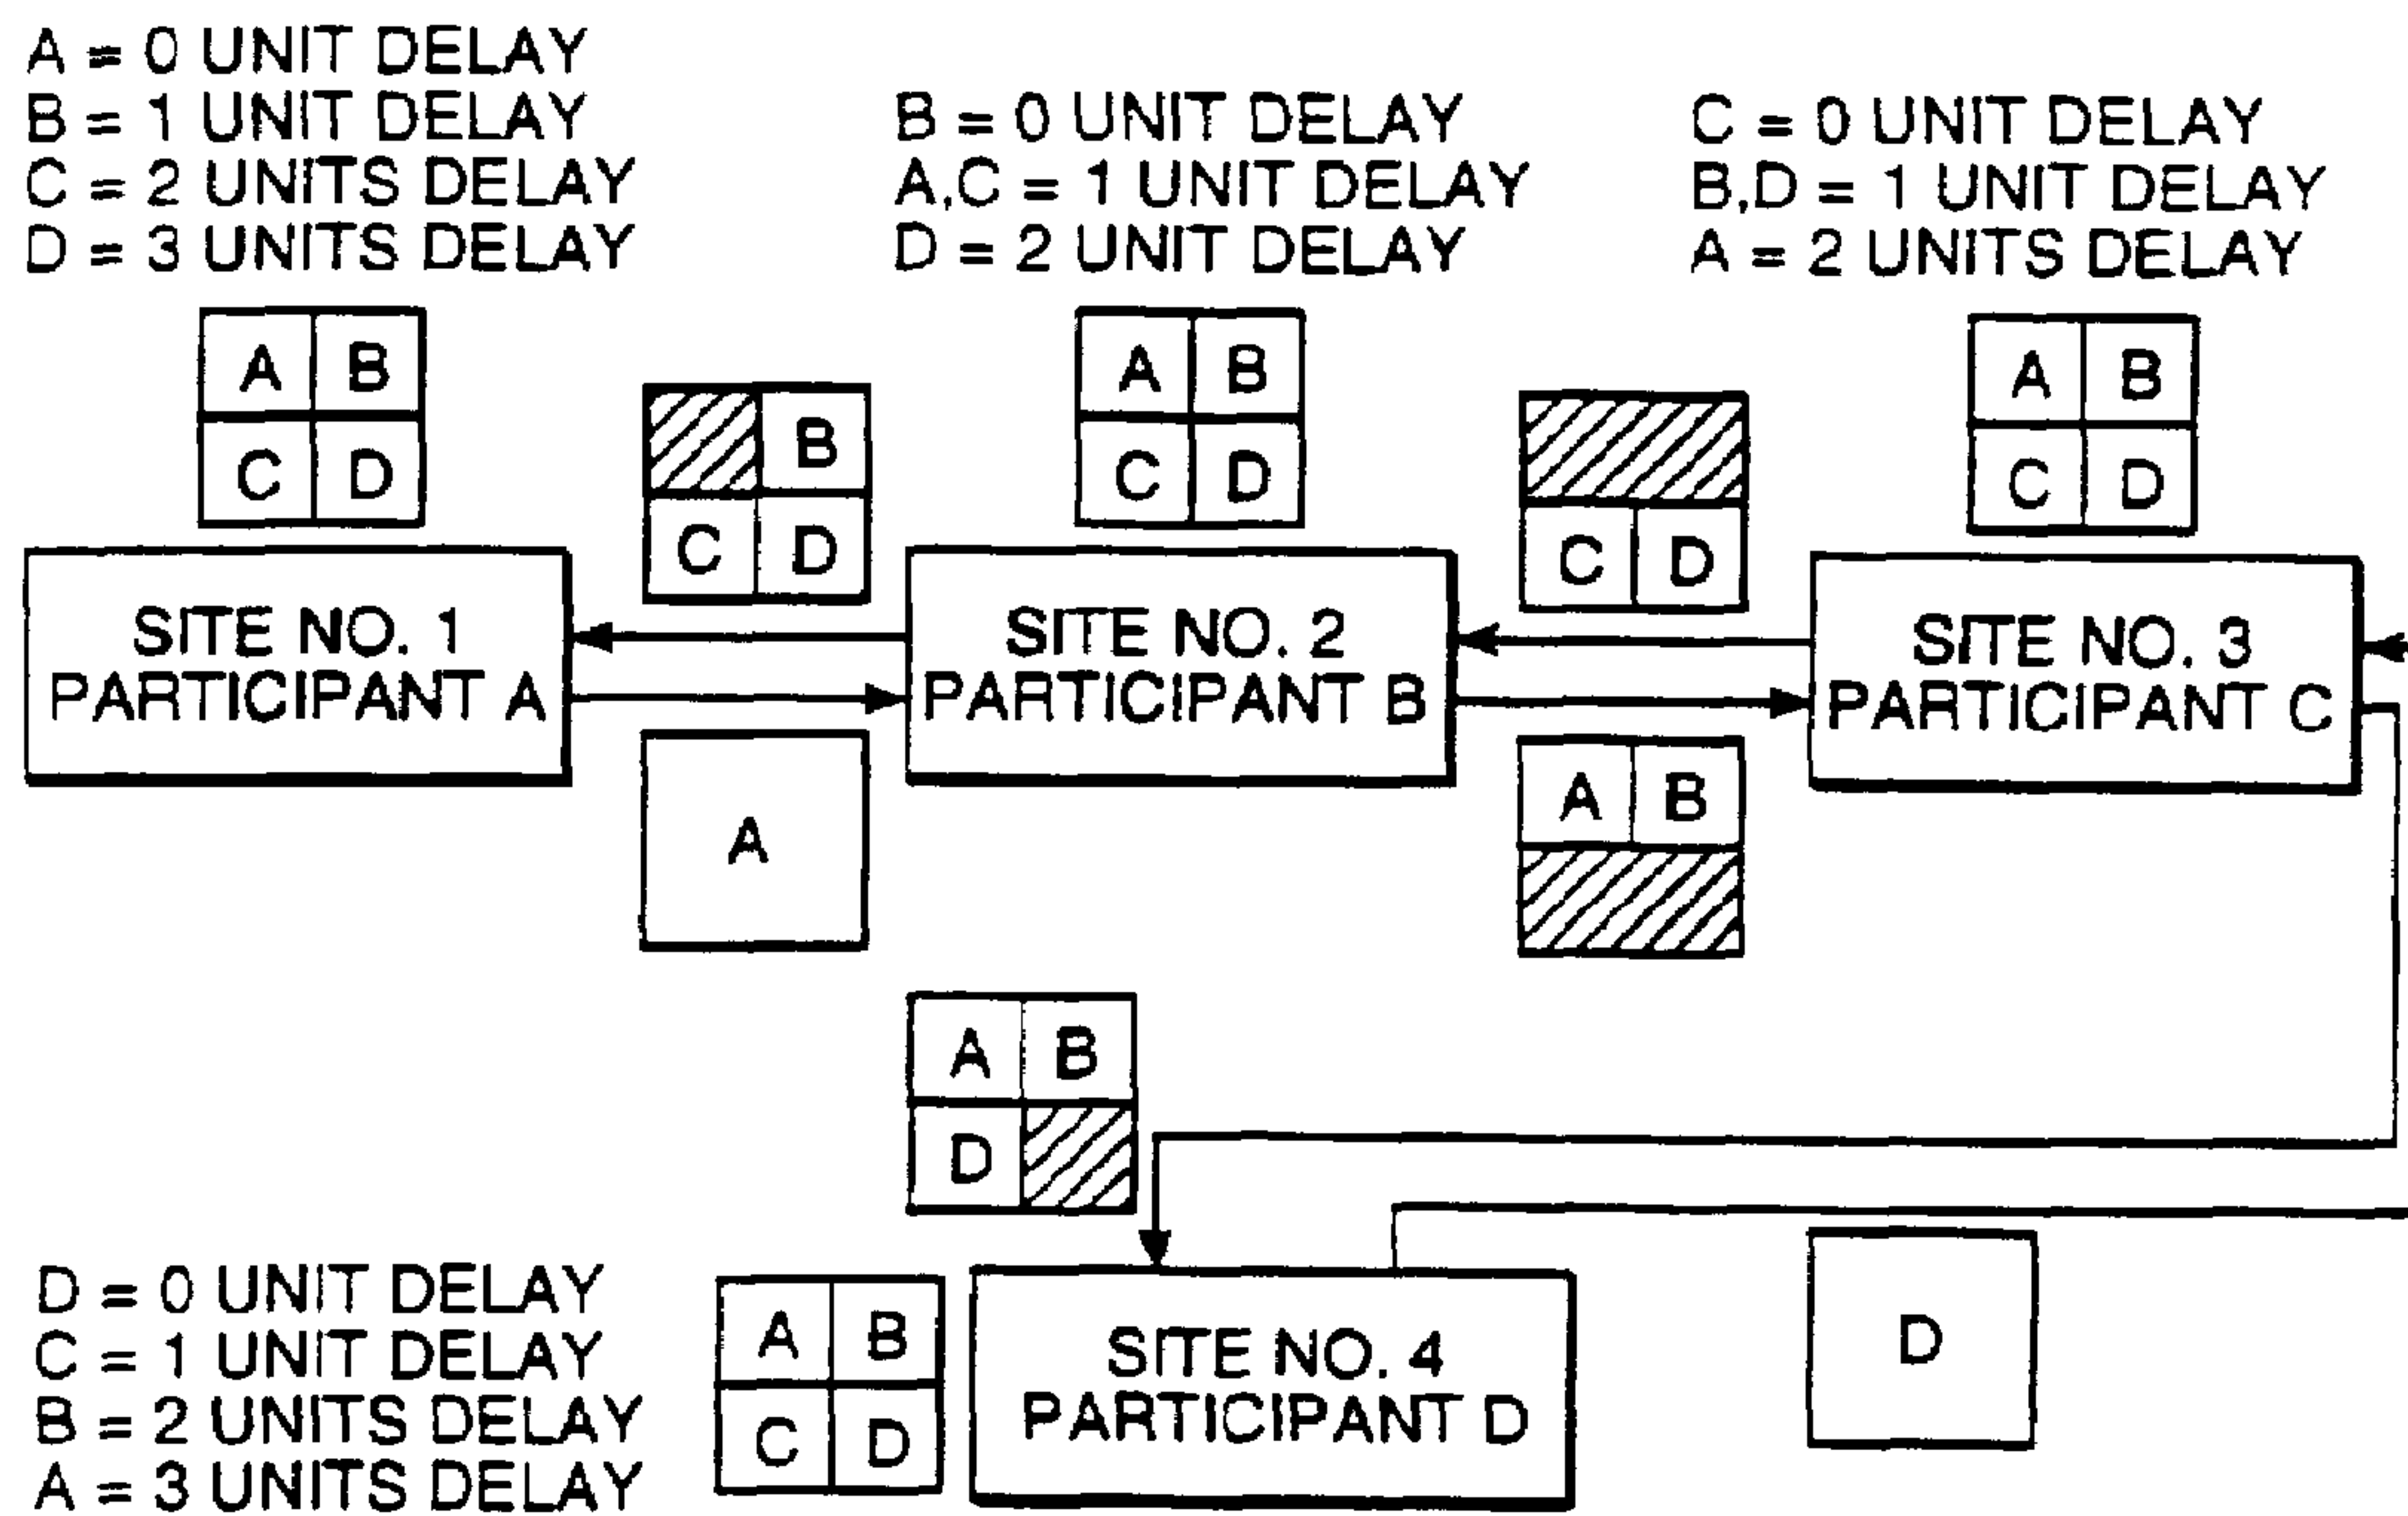 A = 0 UNIT DELAY
B = 1 UNIT DELAY
C = 2 UNITS DELAY
D = 3 UNITS DELAY
B = 0 UNIT DELAY
A,C = 1 UNIT DELAY
D = 2 UNIT DELAY
C = 0 UNIT DELAY
B,D = 1 UNIT DELAY
A = 2 UNITS DELAY
A B
C D
B
C D
A B
C D
C D
A B
C D
SITE NO. 1
PARTICIPANT A
SITE NO. 2
PARTICIPANT B
SITE NO. 3
PARTICIPANT C
A
A B
A B
D
D = 0 UNIT DELAY
C = 1 UNIT DELAY
B = 2 UNITS DELAY
A = 3 UNITS DELAY
A B
C D
SITE NO. 4
PARTICIPANT D
D